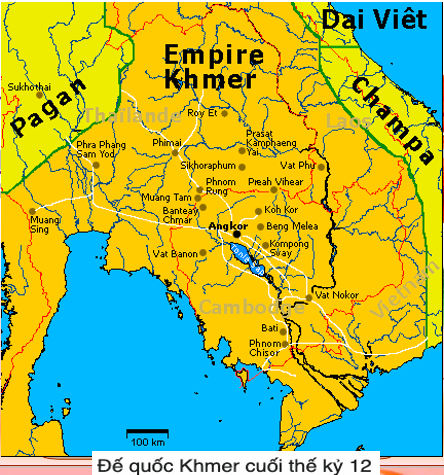 Dai Viêt
Empire
Khmer
Pagan
Champa
Sukhothai
Thaïlande
Laos
Roy Et
Prasat
Kamphaeng
Yai
Phra Phang
Sam Yod
Phimai
Sikhoraphum
Vat Phu
Phnom
Rung
Preah Vihear
Muang Tam
Banteay
Chmar
Muang
Sing
Koh Kor
Angkor
Beng Melea
Kompong
Siray
Vat Banon
Cambodge
Vat Nokor
Vietnam
Bati
Phnom
Chisor
100 km
Đế quốc Khmer cuối thế kỷ 12